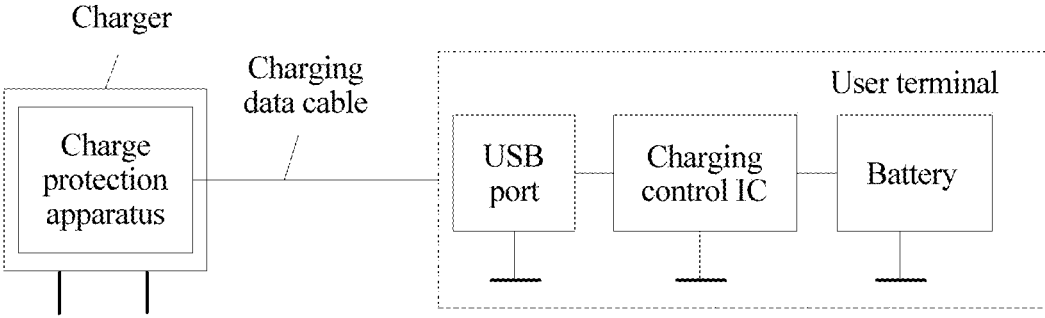 Charger
Charging
data cable
User terminal
Charge
protection
apparatus
USB
port
Charging
control IC
Battery